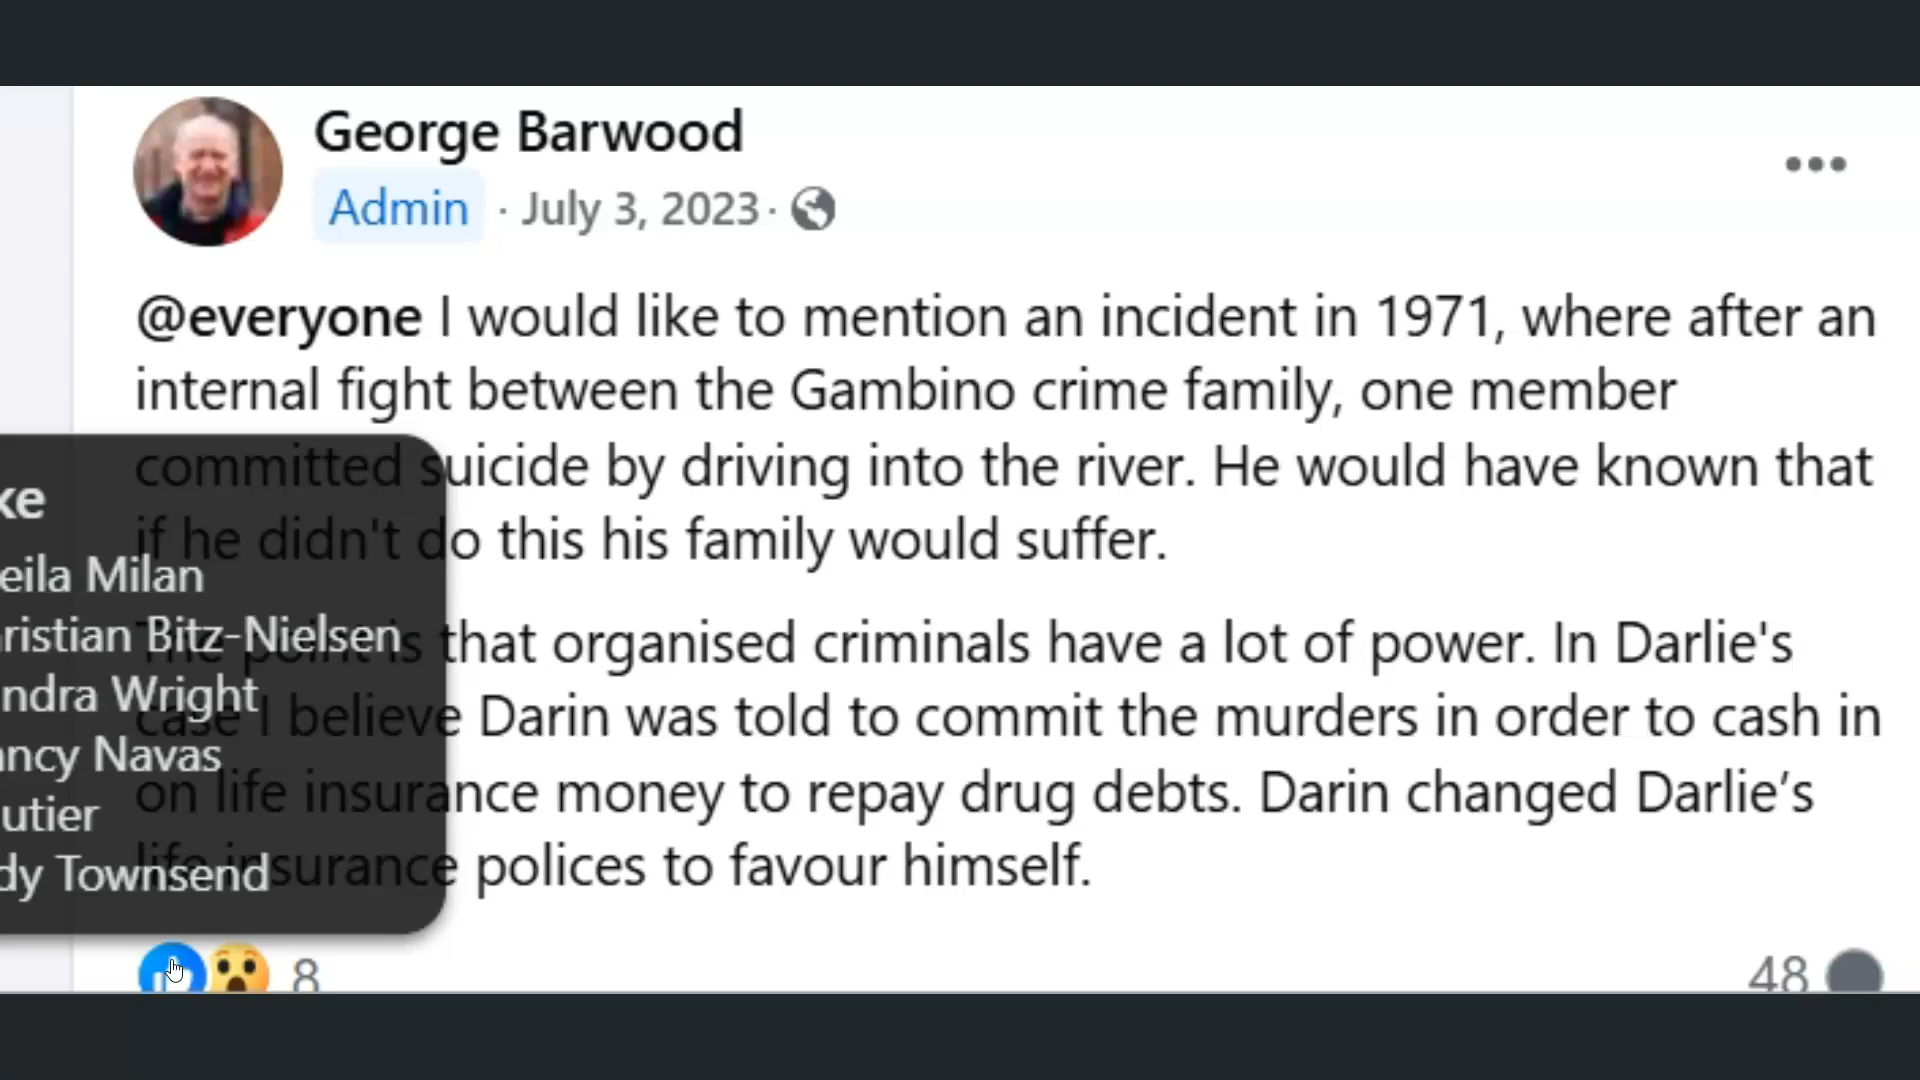 George Barwood
Admin · July 3, 2023 ·
@everyone I would like to mention an incident in 1971, where after an
internal fight between the Gambino crime family, one member
committed suicide by driving into the river. He would have known that
if he didn't do this his family would suffer.
The point is that organised criminals have a lot of power. In Darlie's
case I believe Darin was told to commit the murders in order to cash in
on life insurance money to repay drug debts. Darin changed Darlie’s
life insurance polices to favour himself.
ke
eila Milan
ristian Bitz-Nielsen
ndra Wright
ancy Navas
utier
dy Townsend
8
48